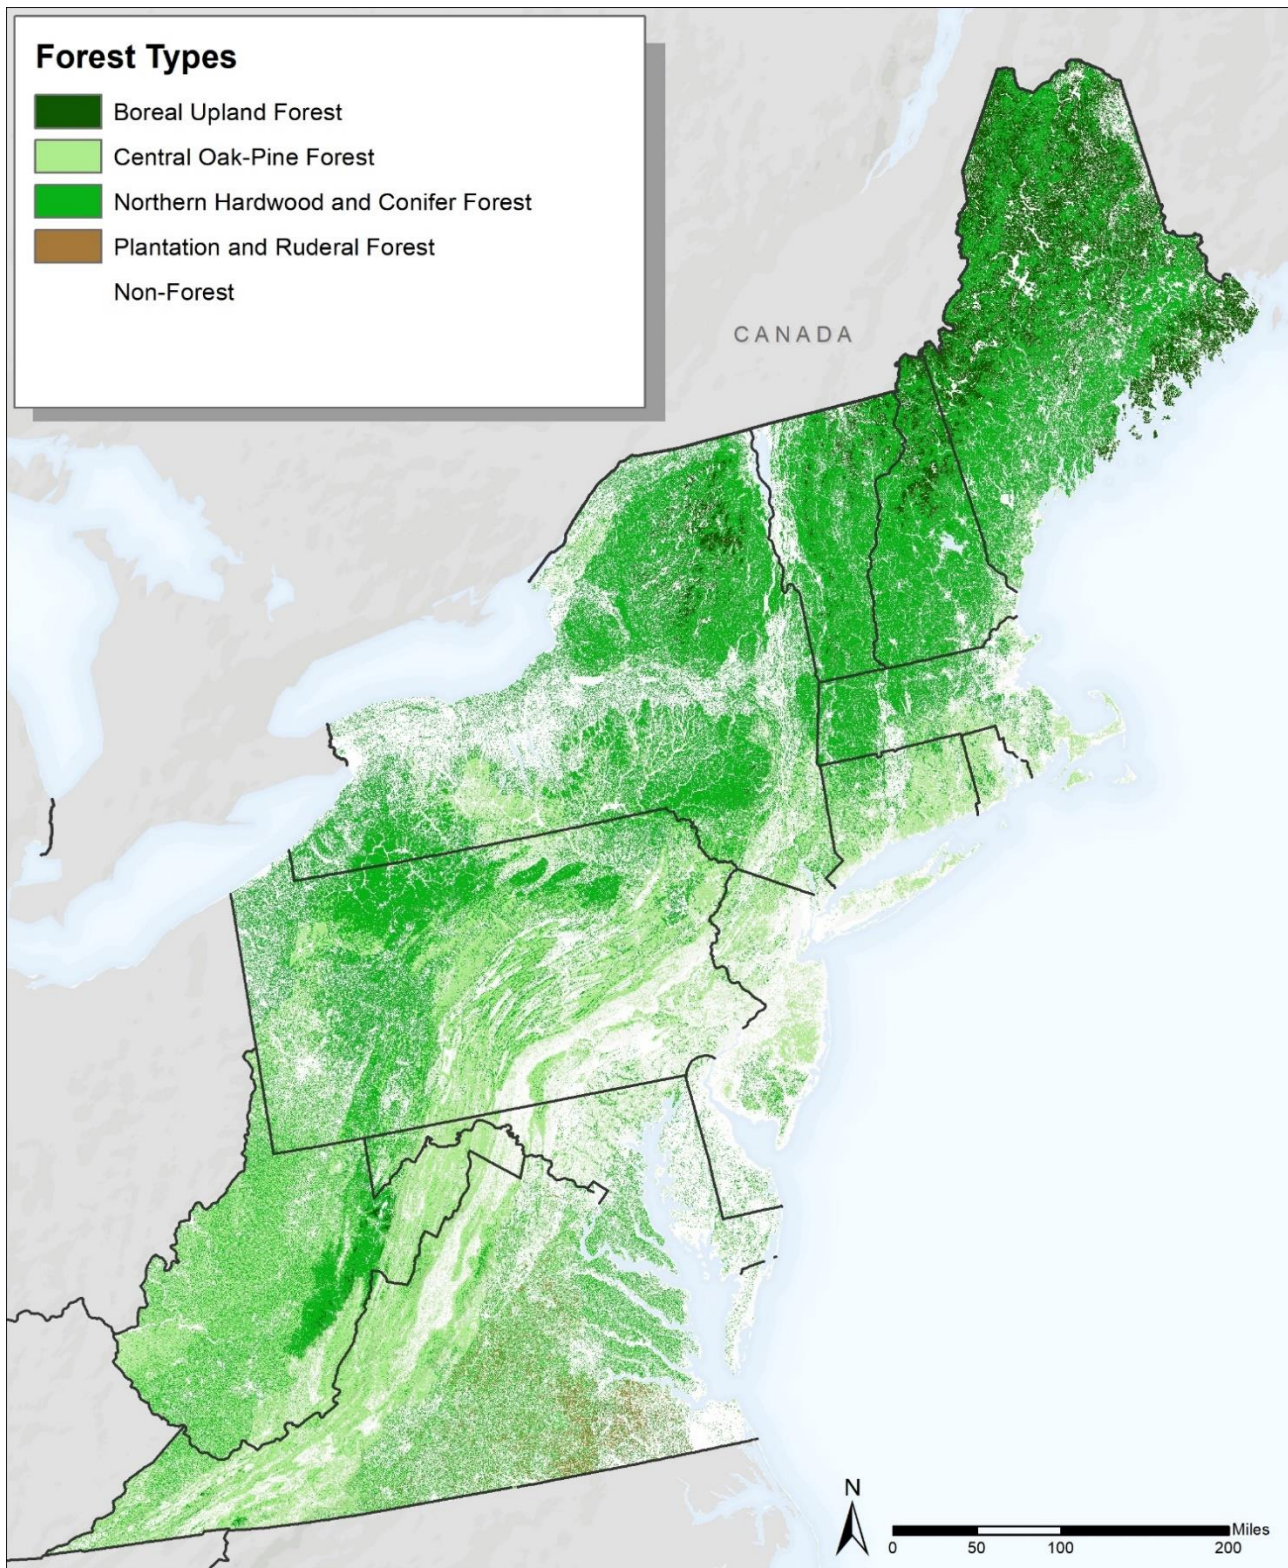 Forest Types
Boreal Upland Forest
Central Oak-Pine Forest
Northern Hardwood and Conifer Forest
Plantation and Ruderal Forest
Non-Forest
CANADA
N
Miles
0 50 100 200